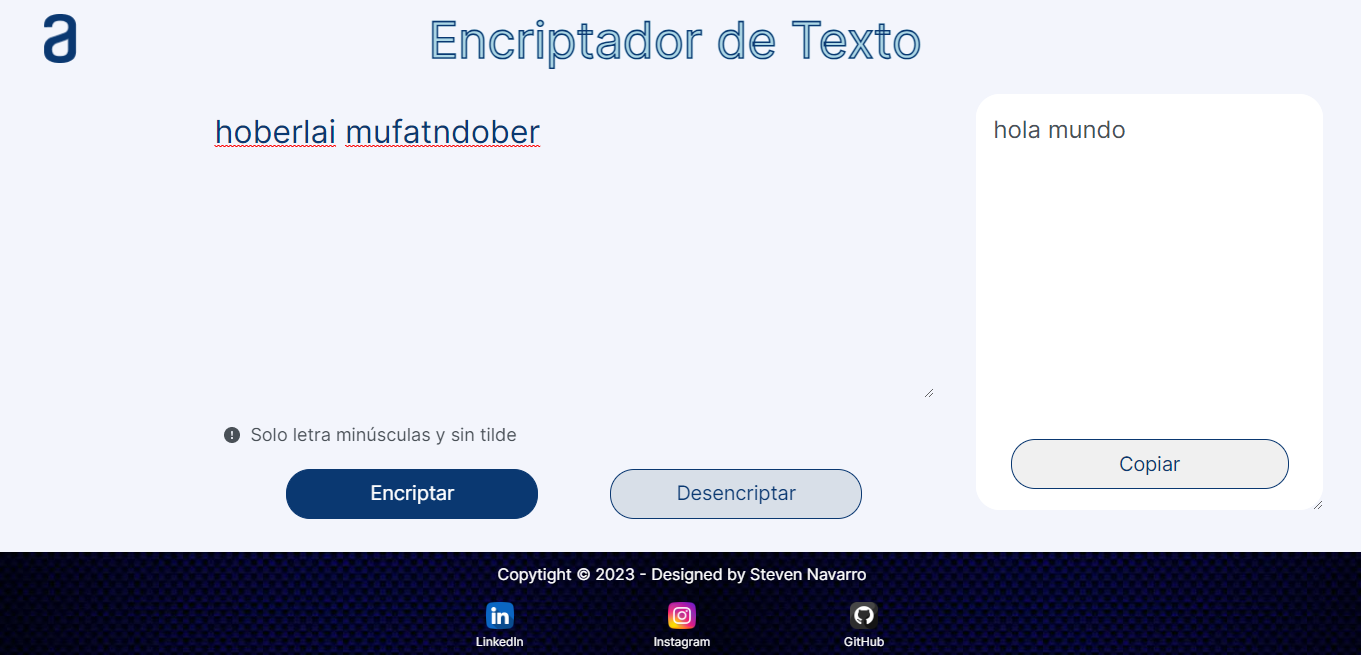 a
Encriptador de Texto
hoberlai mufatndober
hola mundo
Solo letra minúsculas y sin tilde
Encriptar
Desencriptar
Copiar
Copytight © 2023 - Designed by Steven Navarro
LinkedIn
Instagram
GitHub